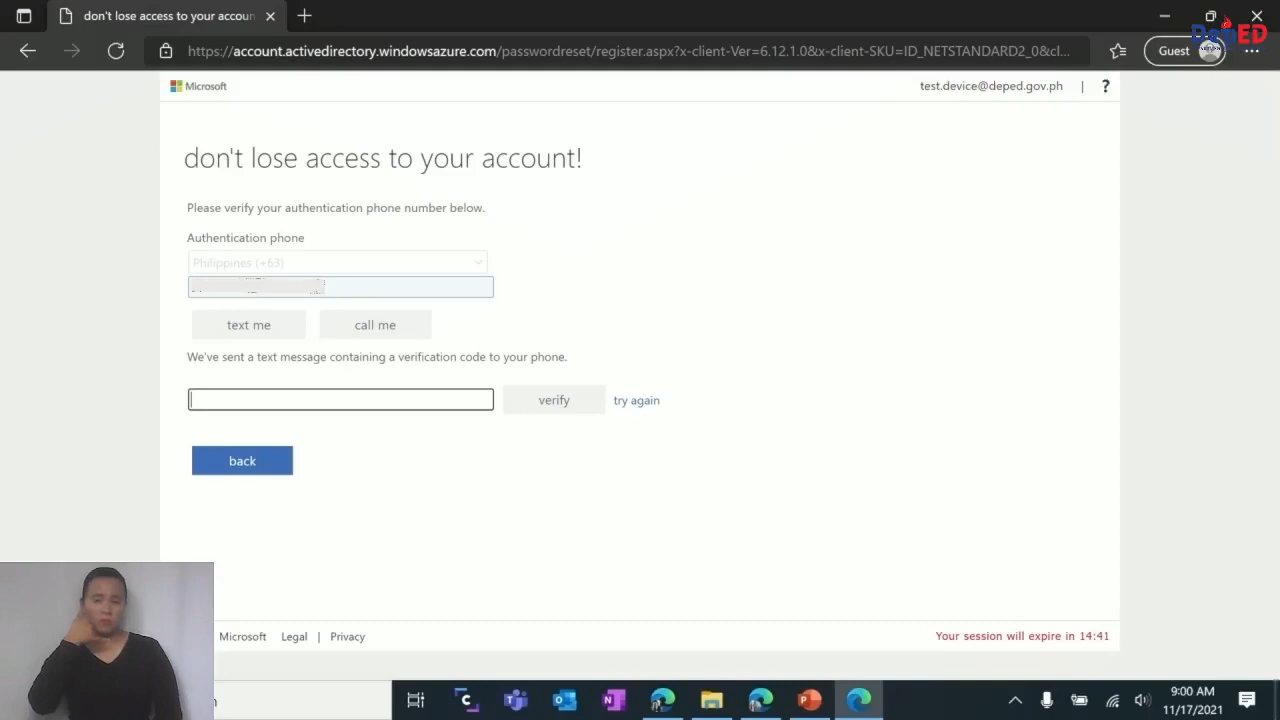 don't lose access to your accoun
https://account.activedirectory.windowsazure.com/passwordreset/register.aspx?x-client-Ver=6.12.1.0&x-client-SKU=ID_NETSTANDARD2_0&cl...
Guest
DepED
Microsoft
test.device@deped.gov.ph | ?
don't lose access to your account!
Please verify your authentication phone number below.
Authentication phone
Philippines (+63)
text me
call me
We've sent a text message containing a verification code to your phone.
verify
try again
back
Microsoft Legal | Privacy
Your session will expire in 14:41
9:00 AM
11/17/2021